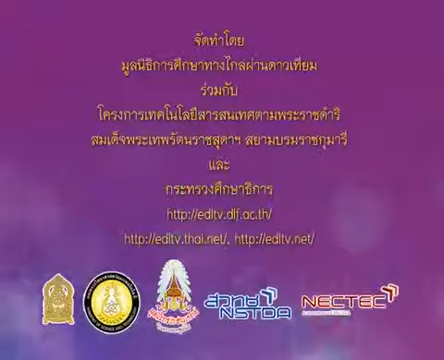 จัดทำโดย
มูลนิธิการศึกษาทางไกลผ่านดาวเทียม
ร่วมกับ
โครงการเทคโนโลยีสารสนเทศตามพระราชดำริ
สมเด็จพระเทพรัตนราชสุดาฯ สยามบรมราชกุมารี
และ
กระทรวงศึกษาธิการ
http://edltv.dlf.ac.th/
http://edltv.thai.net/. http://edltv.net/
สวทช NECTEC
NSTDA